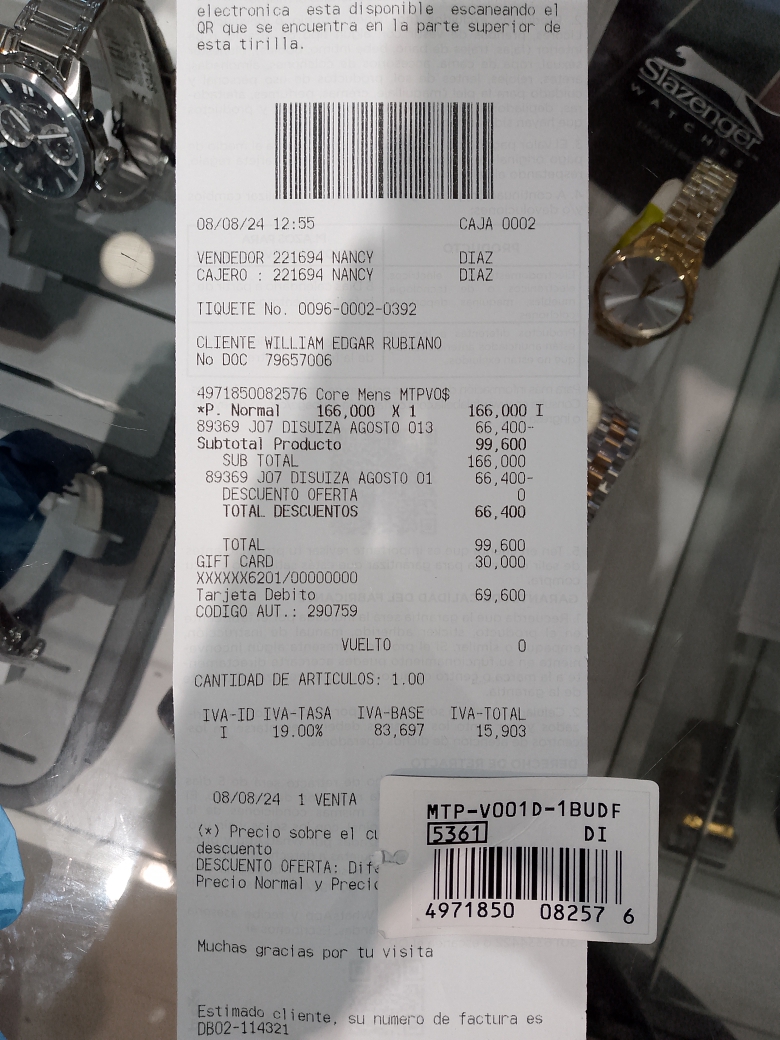 electronica esta disponible escaneando el
QR que se encuentra en la parte superior de
esta tirilla.
Slazenger
WATCHES
08/08/24 12:55 CAJA 0002
VENDEDOR 221694 NANCY DIAZ
CAJERO : 221694 NANCY DIAZ
TIQUETE No. 0096-0002-0392
CLIENTE WILLIAM EDGAR RUBIANO
No DOC 79657006
4971850082576 Core Mens MTPV0$
*P. Normal 166,000 X 1 166,000 I
89369 J07 DISUIZA AGOSTO 013 66,400-
Subtotal Producto 99,600
SUB TOTAL 166,000
89369 J07 DISUIZA AGOSTO 01 66,400-
DESCUENTO OFERTA 0
TOTAL DESCUENTOS 66,400
TOTAL 99,600
GIFT CARD 30,000
XXXXXX6201/00000000
Tarjeta Debito 69,600
CODIGO AUT.: 290759
VUELTO 0
CANTIDAD DE ARTICULOS: 1.00
IVA-ID IVA-TASA IVA-BASE IVA-TOTAL
I 19.00% 83,697 15,903
08/08/24 1 VENTA
(*) Precio sobre el cu
descuento
DESCUENTO OFERTA: Dife
Precio Normal y Precio
MTP-V001D-1BUDF
5361 DI
4971850 08257 6
Muchas gracias por tu visita
Estimado cliente, su numero de factura es
DB02-114321